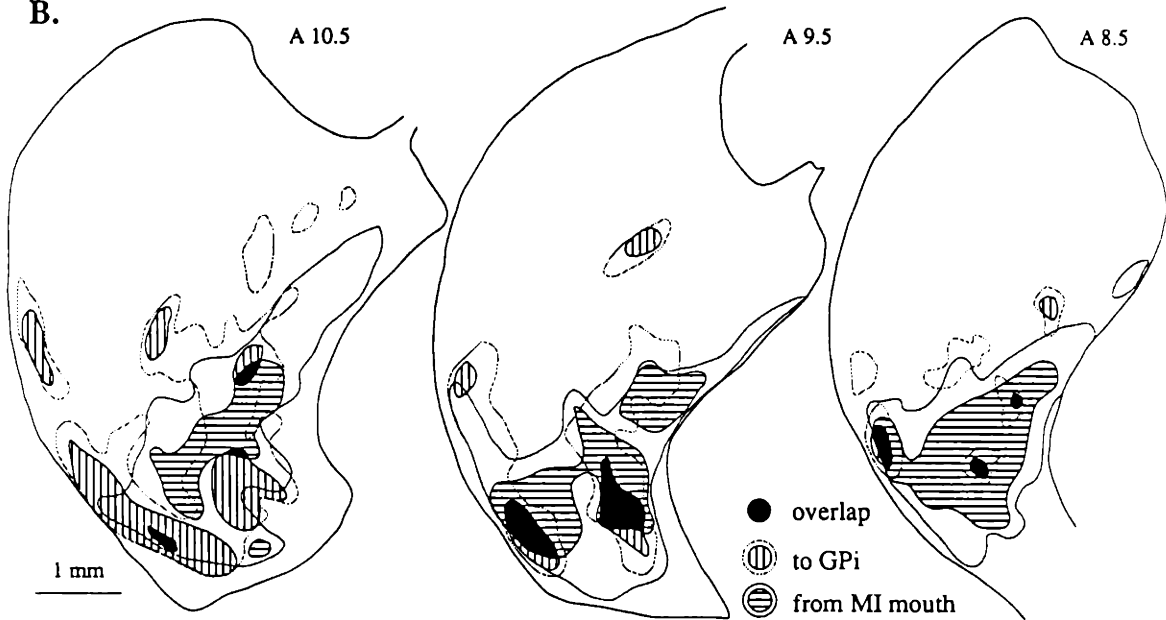 B.
A 10.5
A 9.5
A 8.5
overlap
to GPi
from MI mouth
1 mm